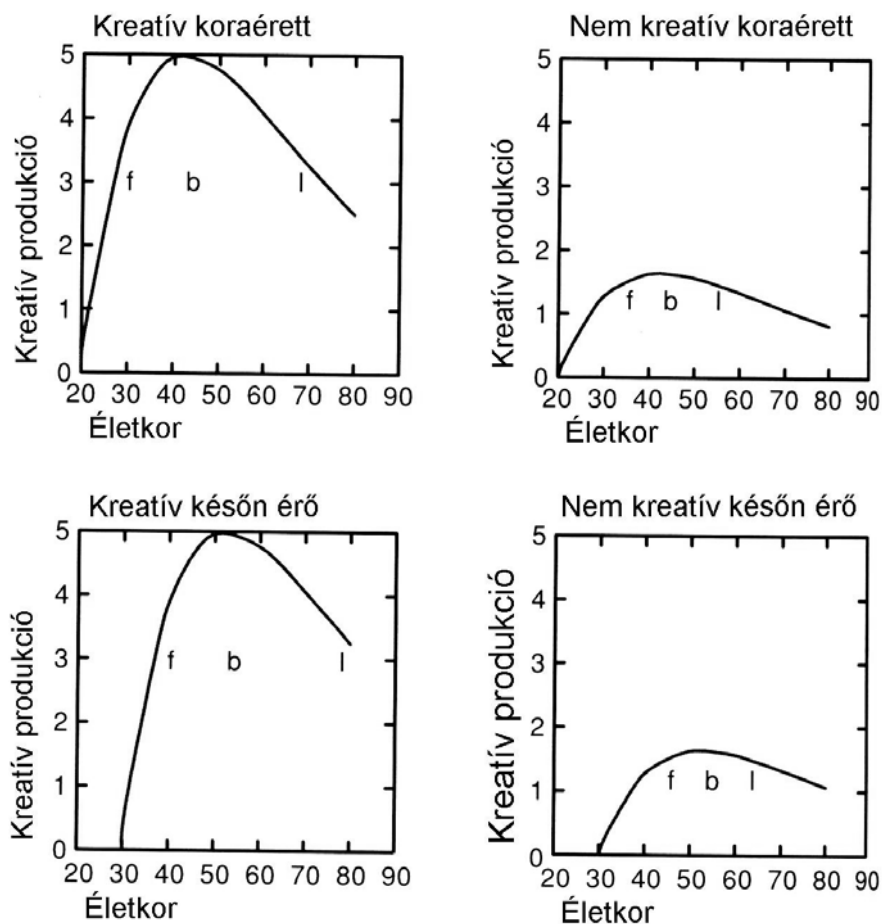 Kreatív koraérett
5
4
3
2
1
0
Kreatív produkció
f b l
20 30 40 50 60 70 80 90
Életkor
Nem kreatív koraérett
5
4
3
2
1
0
Kreatív produkció
f b l
20 30 40 50 60 70 80 90
Életkor
Kreatív későn érő
5
4
3
2
1
0
Kreatív produkció
f b l
20 30 40 50 60 70 80 90
Életkor
Nem kreatív későn érő
5
4
3
2
1
0
Kreatív produkció
f b l
20 30 40 50 60 70 80 90
Életkor